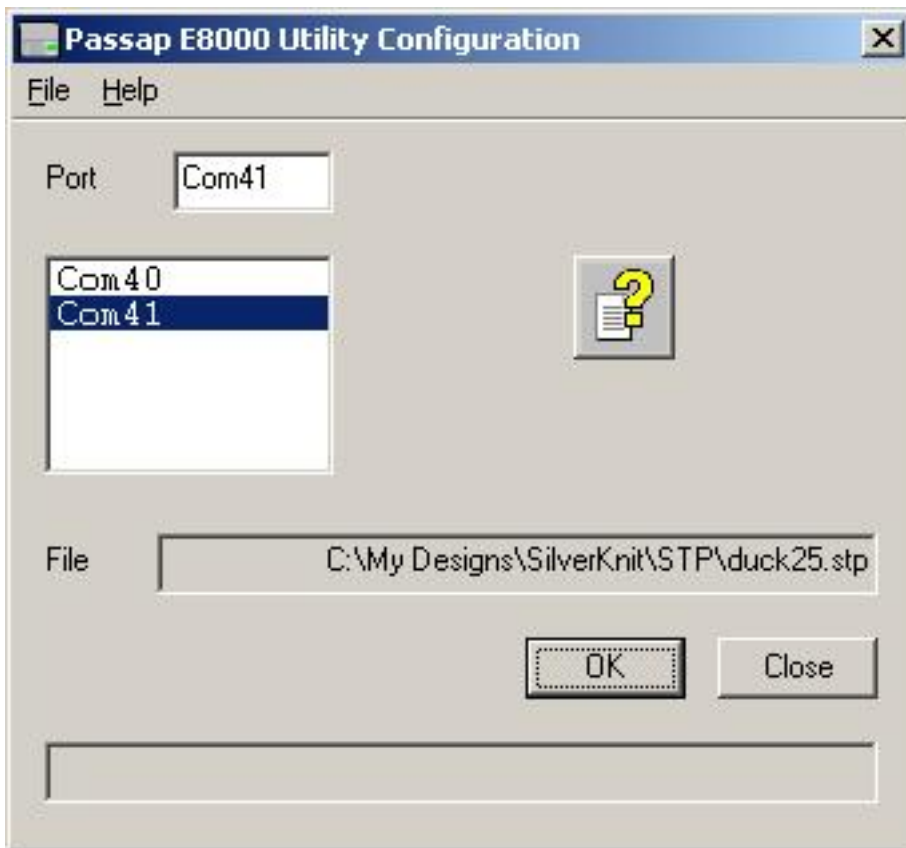 Passap E8000 Utility Configuration
File Help
Port Com41
Com40
Com41
File C:\My Designs\SilverKnit\STP\duck25.stp
OK Close